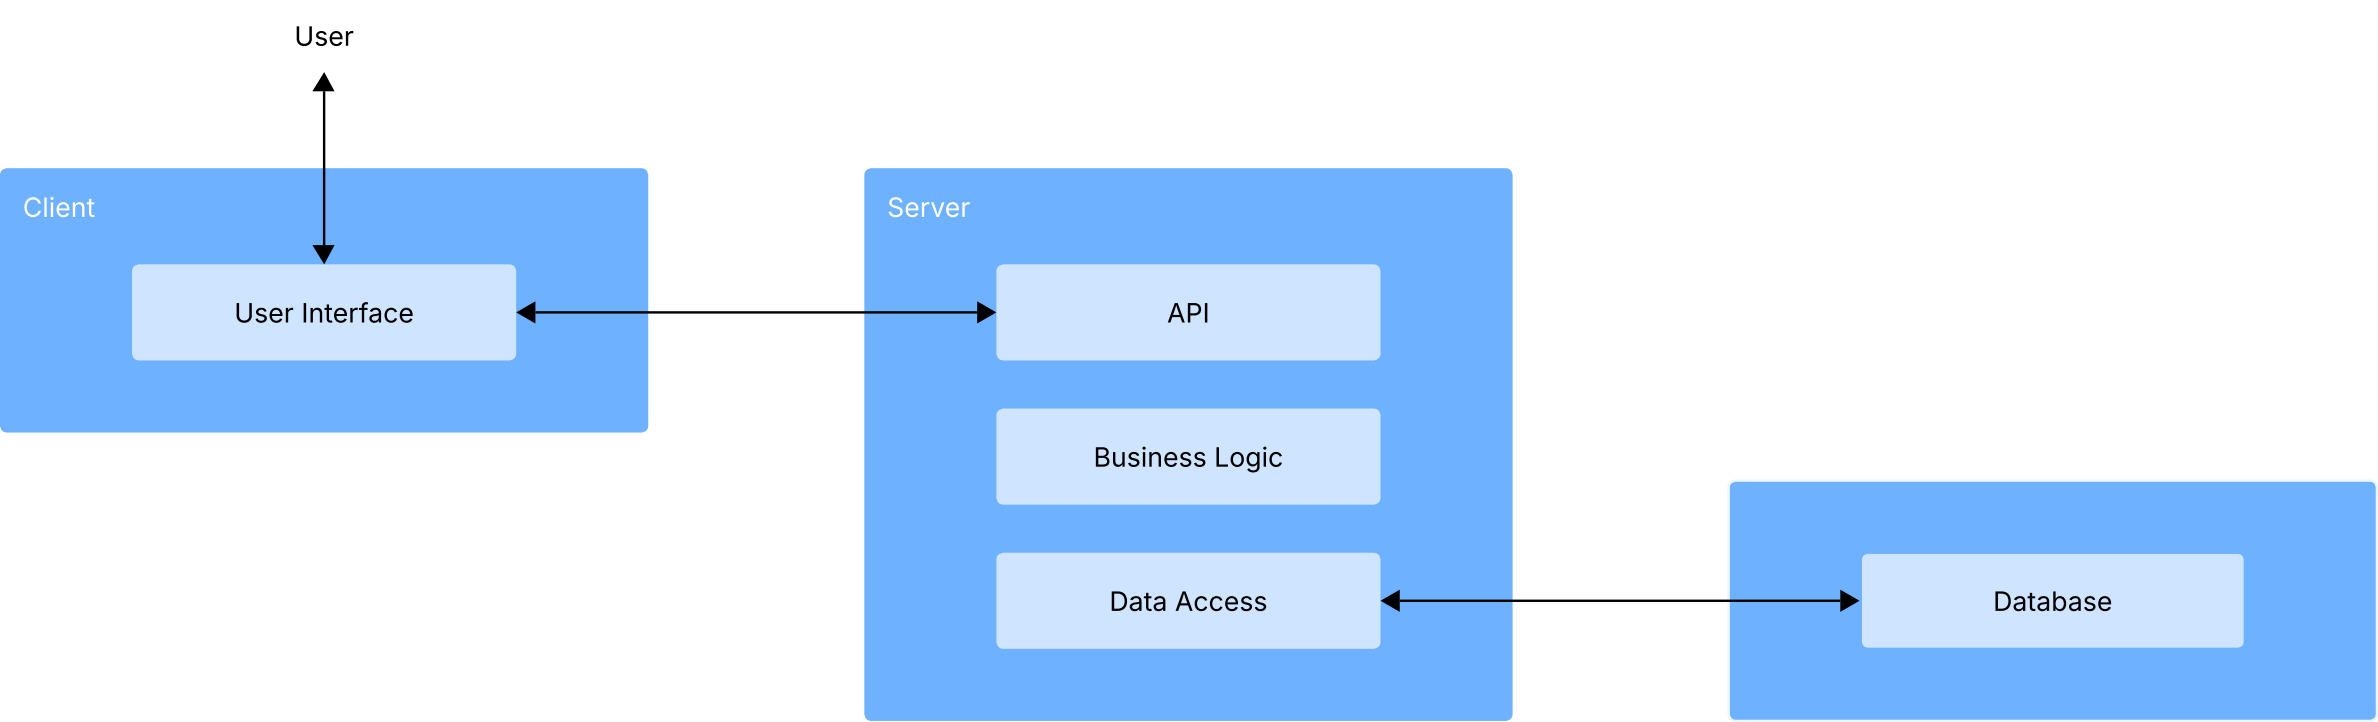 User
Client
User Interface
Server
API
Business Logic
Data Access
Database